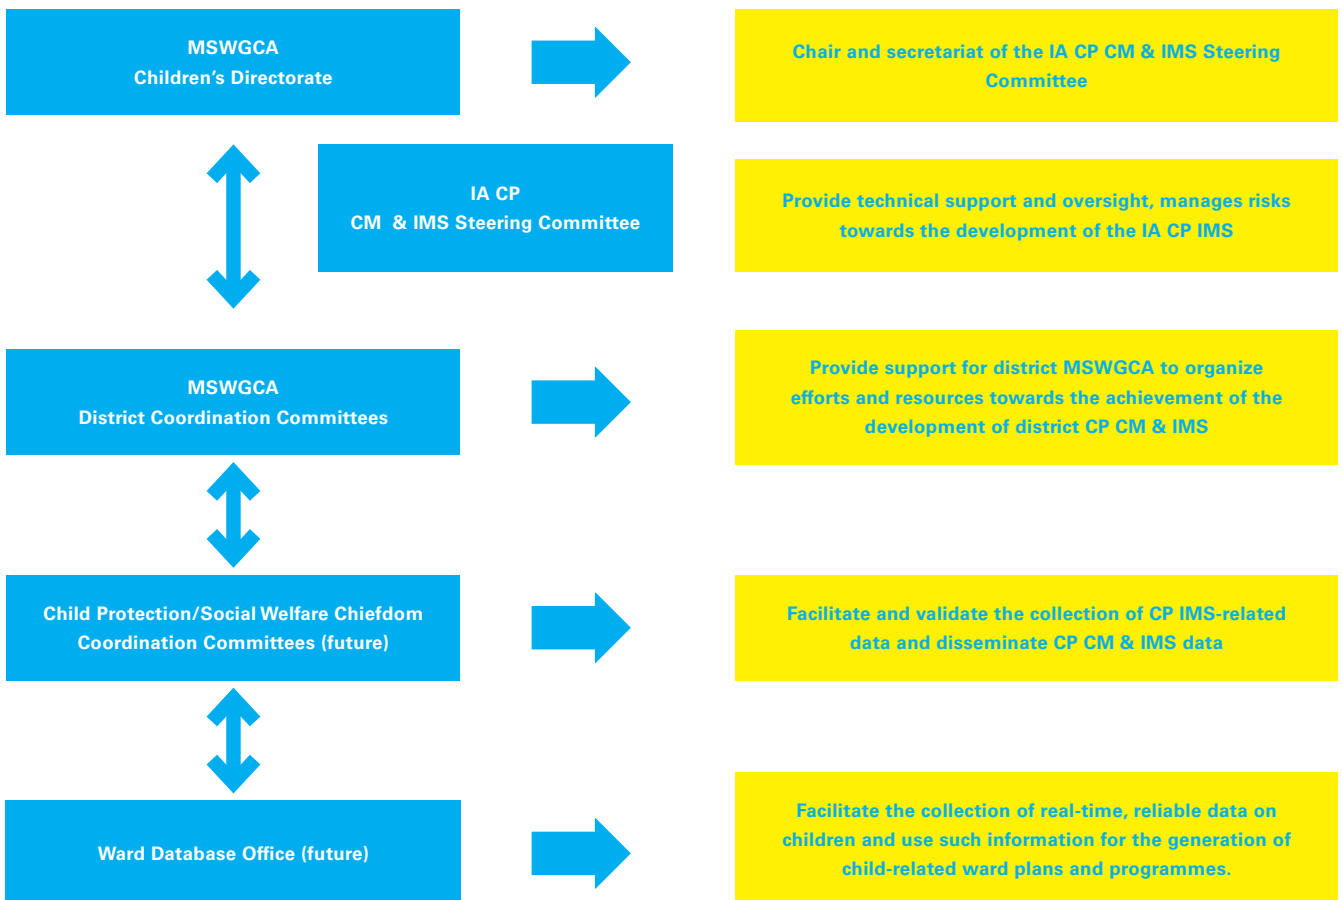 MSWGCA
Children’s Directorate
Chair and secretariat of the IA CP CM & IMS Steering
Committee
IA CP
CM & IMS Steering Committee
Provide technical support and oversight, manages risks
towards the development of the IA CP IMS
MSWGCA
District Coordination Committees
Provide support for district MSWGCA to organize
efforts and resources towards the achievement of the
development of district CP CM & IMS
Child Protection/Social Welfare Chiefdom
Coordination Committees (future)
Facilitate and validate the collection of CP IMS-related
data and disseminate CP CM & IMS data
Ward Database Office (future)
Facilitate the collection of real-time, reliable data on
children and use such information for the generation of
child-related ward plans and programmes.